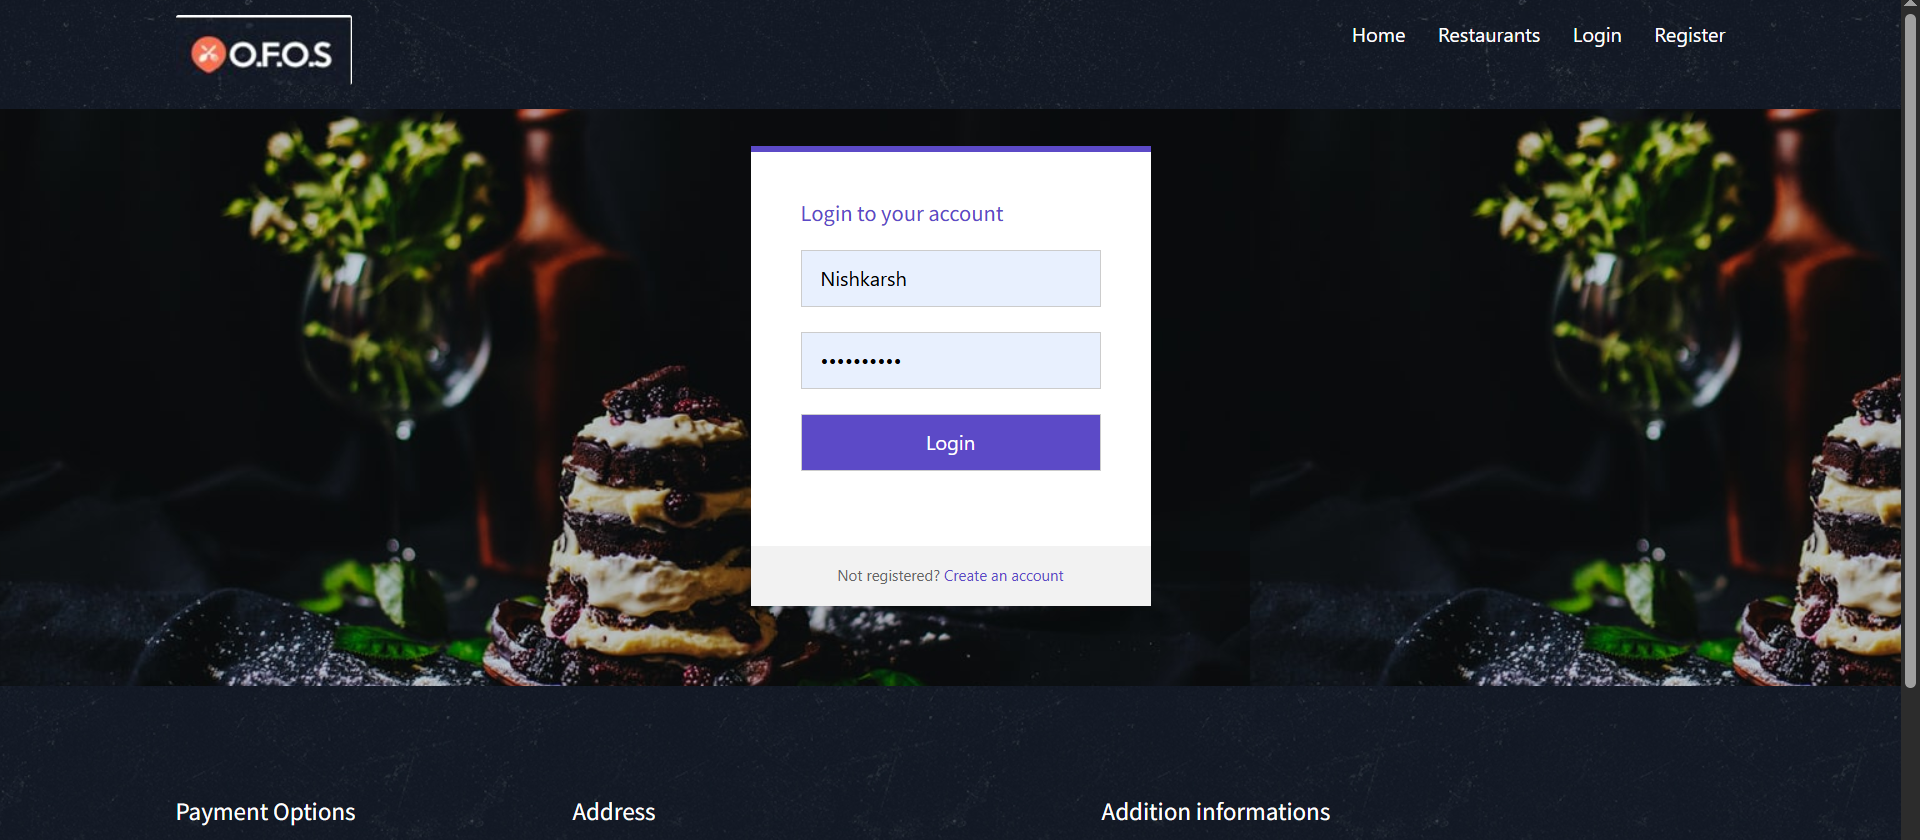 O.F.O.S
Home Restaurants Login Register
Login to your account
Nishkarsh
••••••••••
Login
Not registered? Create an account
Payment Options Address Addition informations